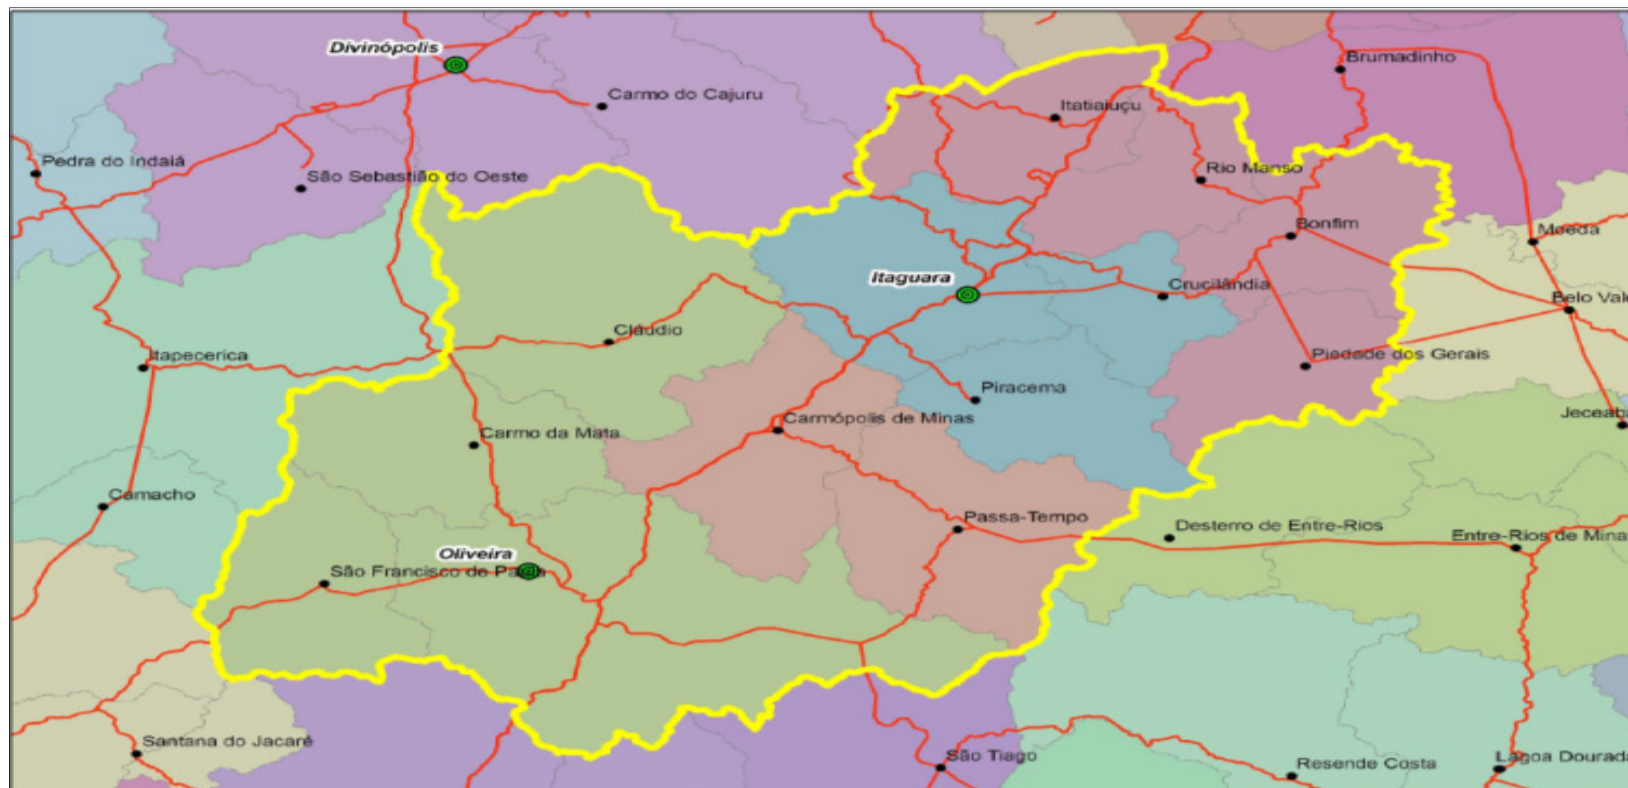 Divinópolis
Brumadinho
Carmo do Cajuru
Itatiaiuçu
Pedra do Indaiá
São Sebastião do Oeste
Rio Manso
Bonfim
Moeda
Itaguara
Crucilândia
Belo Vale
Cláudio
Itapecerica
Piedade dos Gerais
Piracema
Carmópolis de Minas
Jeceaba
Carmo da Mata
Camacho
Passa-Tempo
Desterro de Entre-Rios
Entre-Rios de Minas
Oliveira
São Francisco de Paula
Santana do Jacaré
São Tiago
Resende Costa
Lagoa Dourada